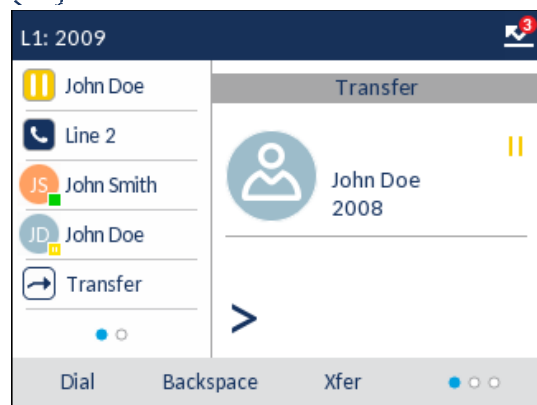 L1: 2009
3
John Doe
Line 2
JS John Smith
JD John Doe
Transfer
Transfer
John Doe
2008
>
Dial Backspace Xfer